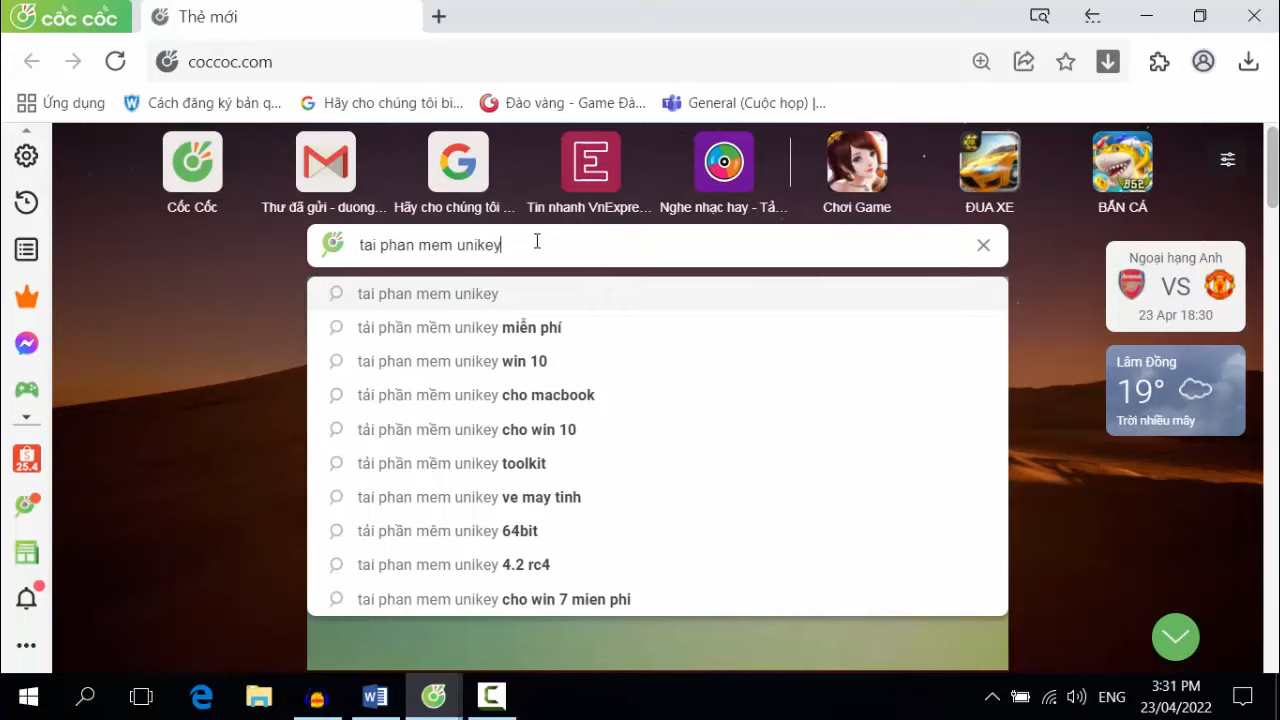 cốc cốc
Thẻ mới
coccoc.com
Ứng dụng
Cách đăng ký bản q...
Hãy cho chúng tôi bi...
Đào vàng - Game Đà...
General (Cuộc họp) |...
Cốc Cốc
Thư đã gửi - duong...
Hãy cho chúng tôi ...
E
Tin nhanh VnExpre...
Nghe nhạc hay - Tả...
Chơi Game
ĐUA XE
B52
BẮN CÁ
tai phan mem unikey
tai phan mem unikey
tải phần mềm unikey miễn phí
tai phan mem unikey win 10
tải phần mềm unikey cho macbook
tải phần mềm unikey cho win 10
tải phần mềm unikey toolkit
tai phan mem unikey ve may tinh
tải phần mêm unikey 64bit
tai phan mem unikey 4.2 rc4
tai phan mem unikey cho win 7 mien phi
Ngoại hạng Anh
VS
23 Apr 18:30
Lâm Đồng
19°
Trời nhiều mây
25.4
ENG
3:31 PM
23/04/2022